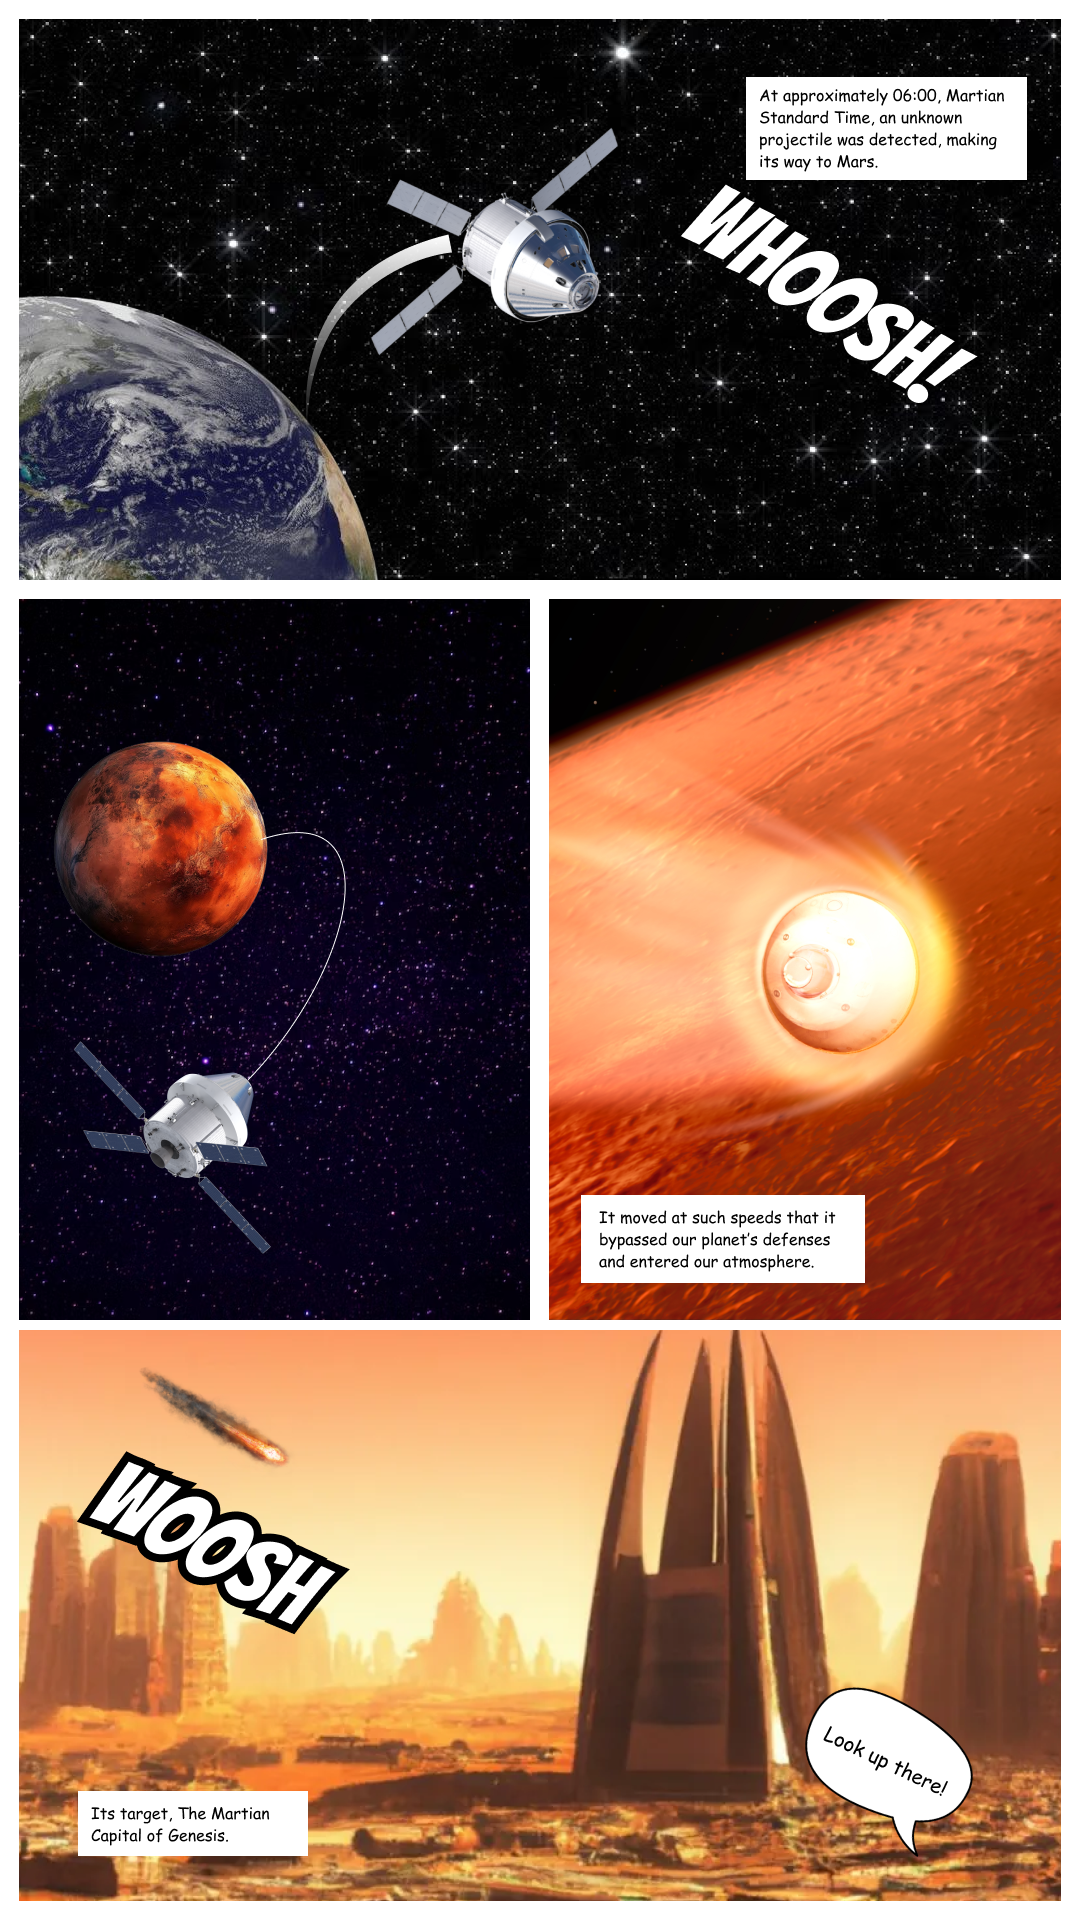 At approximately 06:00, Martian
Standard Time, an unknown
projectile was detected, making
its way to Mars.
WHOOSH!
It moved at such speeds that it
bypassed our planet's defenses
and entered our atmosphere.
WOOSH
Look up there!
Its target, The Martian
Capital of Genesis.